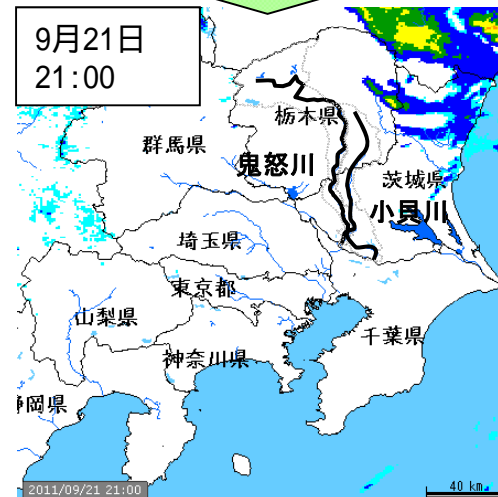 9月21日
21:00
栃木県
群馬県
鬼怒川
茨城県
小貝川
埼玉県
東京都
山梨県
千葉県
神奈川県
静岡県
2011/09/21 21:00
40 km